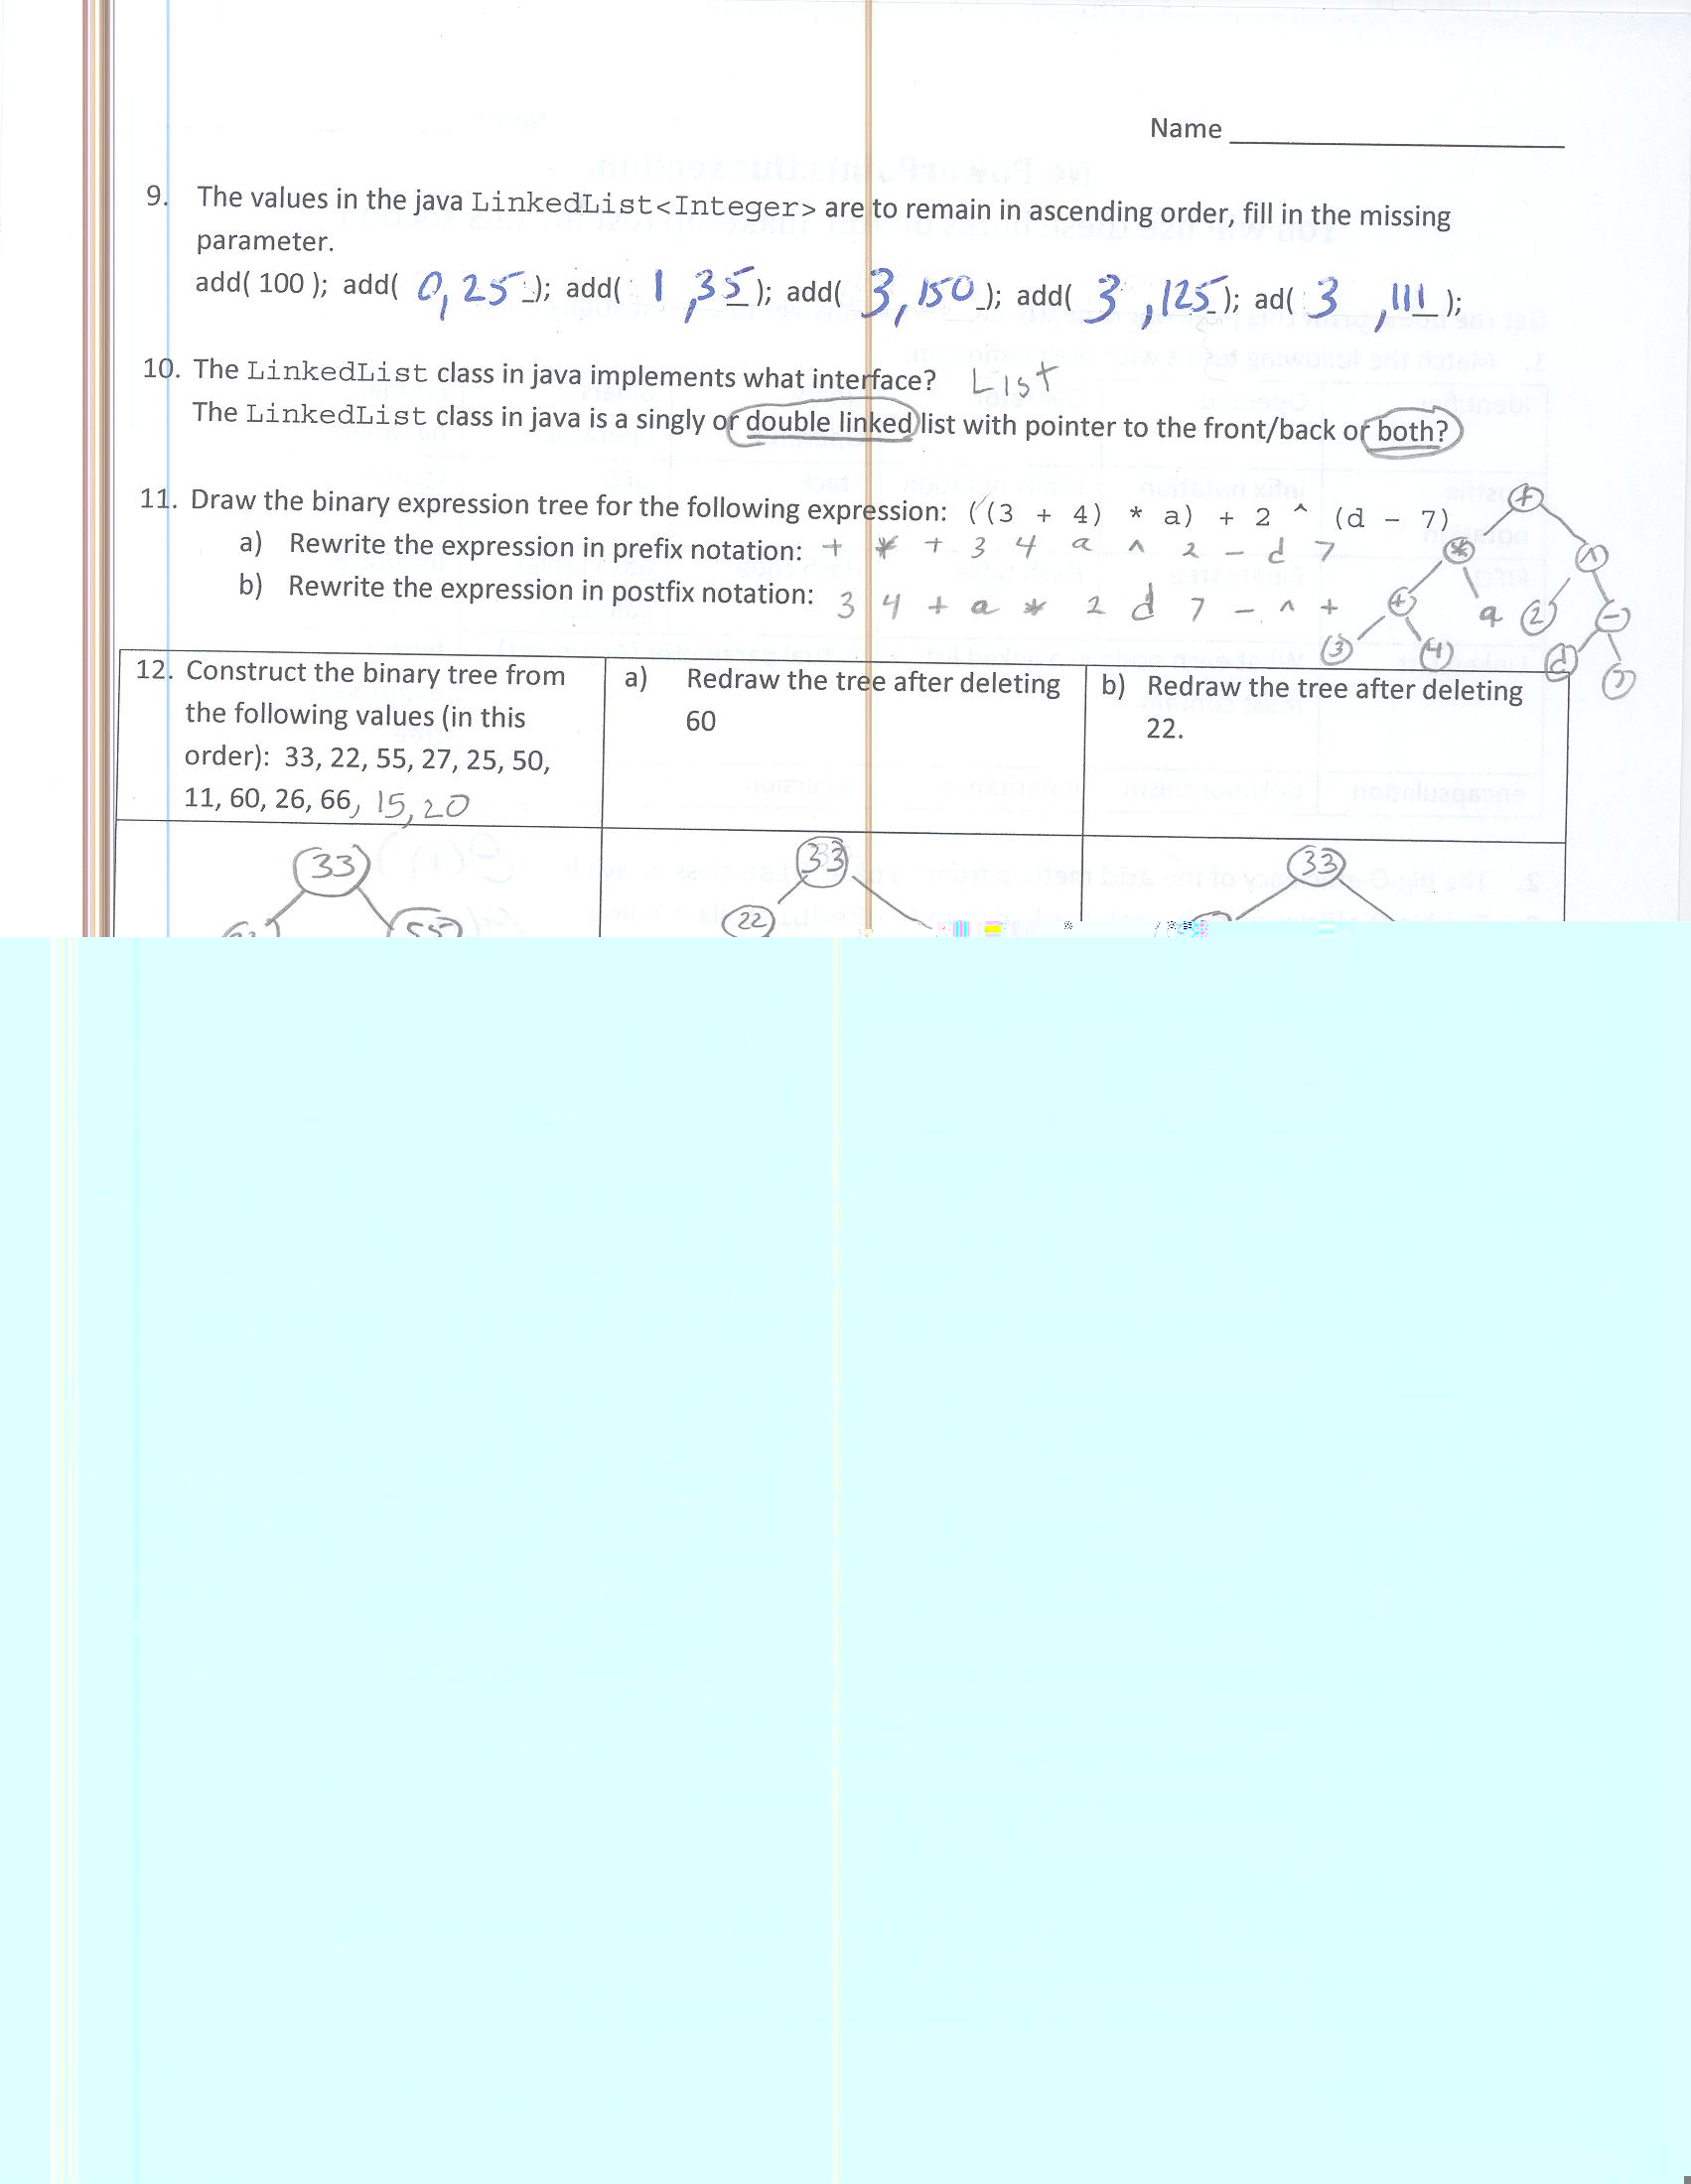 Name
9. The values in the java LinkedList<Integer> are to remain in ascending order, fill in the missing
parameter.
add( 100 ); add( 0, 25 ); add( 1, 35 ); add( 3, 150 ); add( 3, 125 ); ad( 3, 111 );
10. The LinkedList class in java implements what interface? List
The LinkedList class in java is a singly or double linked list with pointer to the front/back or both?
11. Draw the binary expression tree for the following expression: ((3 + 4) * a) + 2 ^ (d - 7)
a) Rewrite the expression in prefix notation: + * + 3 4 a ^ 2 - d 7
b) Rewrite the expression in postfix notation: 3 4 + a * 2 d 7 - ^ +
+
* ^
+ a 2 -
3 4 d 7
12. Construct the binary tree from
the following values (in this
order): 33, 22, 55, 27, 25, 50,
11, 60, 26, 66, 15, 20
a) Redraw the tree after deleting
60
b) Redraw the tree after deleting
22.
33
55
33
22
33